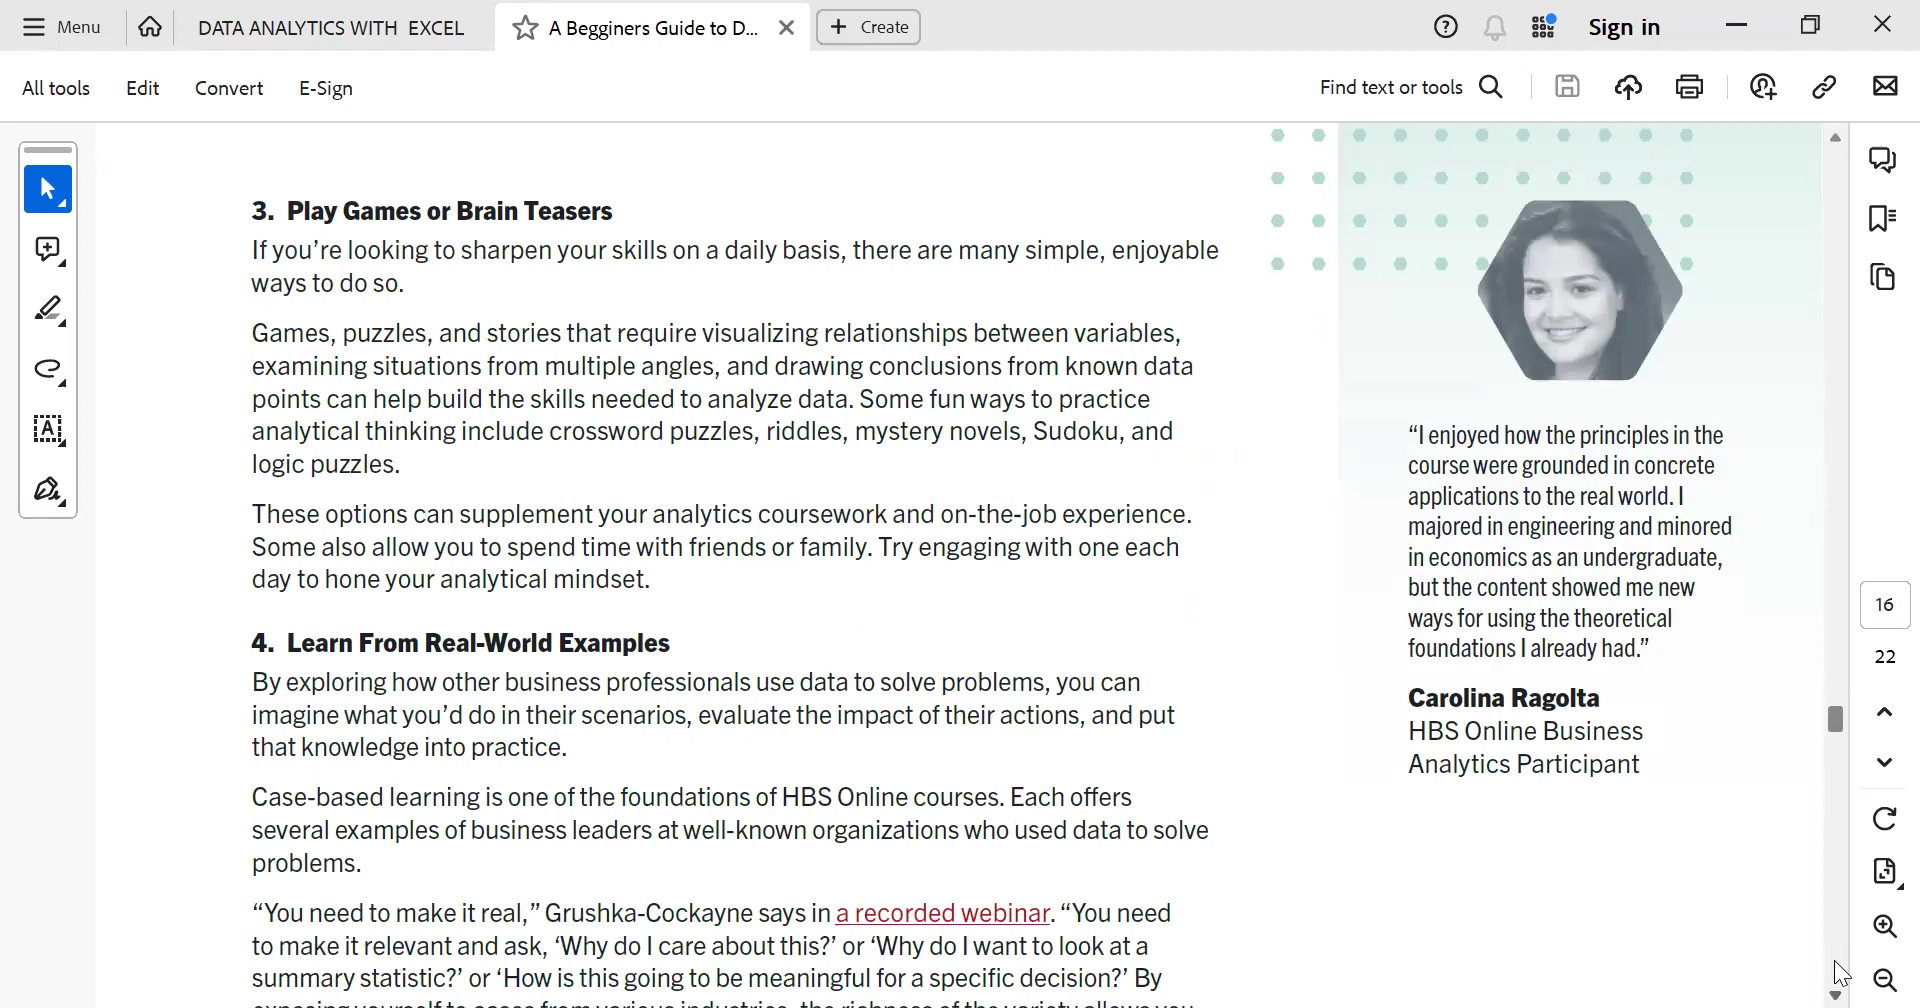 Menu
DATA ANALYTICS WITH EXCEL
A Begginers Guide to D...
Create
Sign in
All tools
Edit
Convert
E-Sign
Find text or tools
3. Play Games or Brain Teasers
If you’re looking to sharpen your skills on a daily basis, there are many simple, enjoyable
ways to do so.
Games, puzzles, and stories that require visualizing relationships between variables,
examining situations from multiple angles, and drawing conclusions from known data
points can help build the skills needed to analyze data. Some fun ways to practice
analytical thinking include crossword puzzles, riddles, mystery novels, Sudoku, and
logic puzzles.
These options can supplement your analytics coursework and on-the-job experience.
Some also allow you to spend time with friends or family. Try engaging with one each
day to hone your analytical mindset.
4. Learn From Real-World Examples
By exploring how other business professionals use data to solve problems, you can
imagine what you’d do in their scenarios, evaluate the impact of their actions, and put
that knowledge into practice.
Case-based learning is one of the foundations of HBS Online courses. Each offers
several examples of business leaders at well-known organizations who used data to solve
problems.
“You need to make it real,” Grushka-Cockayne says in a recorded webinar. “You need
to make it relevant and ask, ‘Why do I care about this?’ or ‘Why do I want to look at a
summary statistic?’ or ‘How is this going to be meaningful for a specific decision?’ By
exposing yourself to cases from various industries, the richness of the variety allows you
“I enjoyed how the principles in the
course were grounded in concrete
applications to the real world. I
majored in engineering and minored
in economics as an undergraduate,
but the content showed me new
ways for using the theoretical
foundations I already had.”
Carolina Ragolta
HBS Online Business
Analytics Participant
16
22